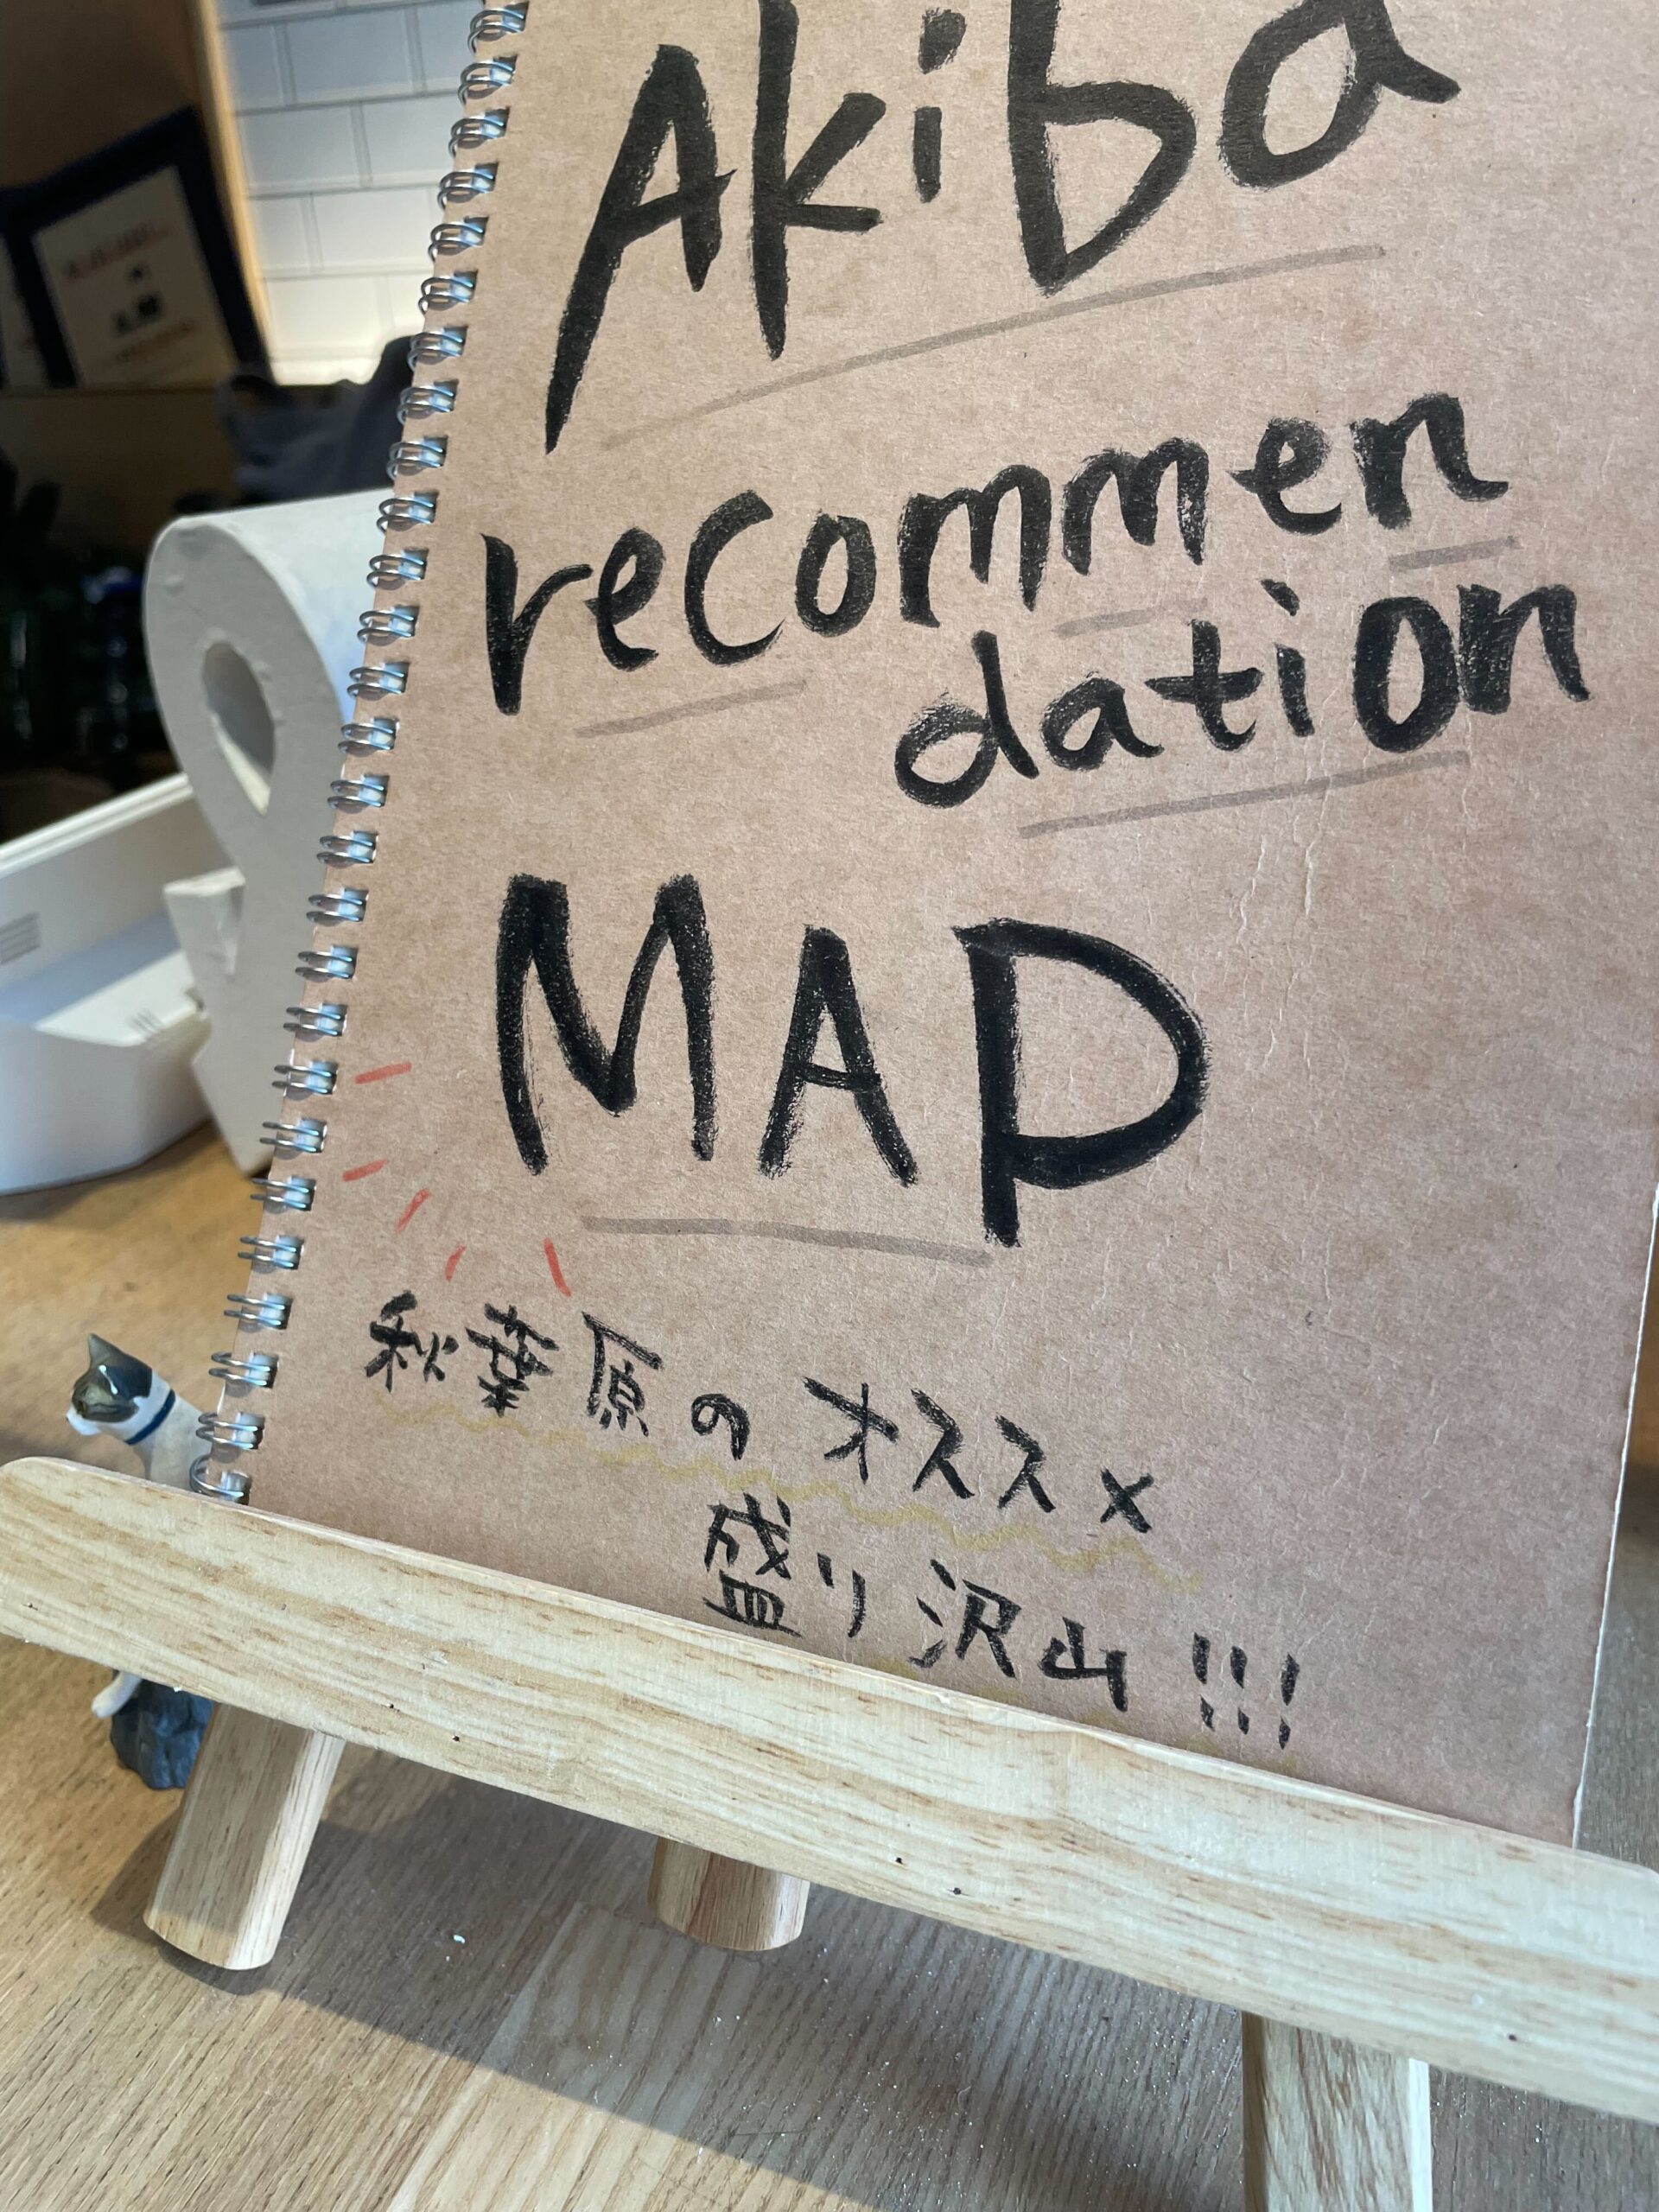 Akiba
recommen
dation
MAP
秋葉原のオススメ
盛り沢山!!!